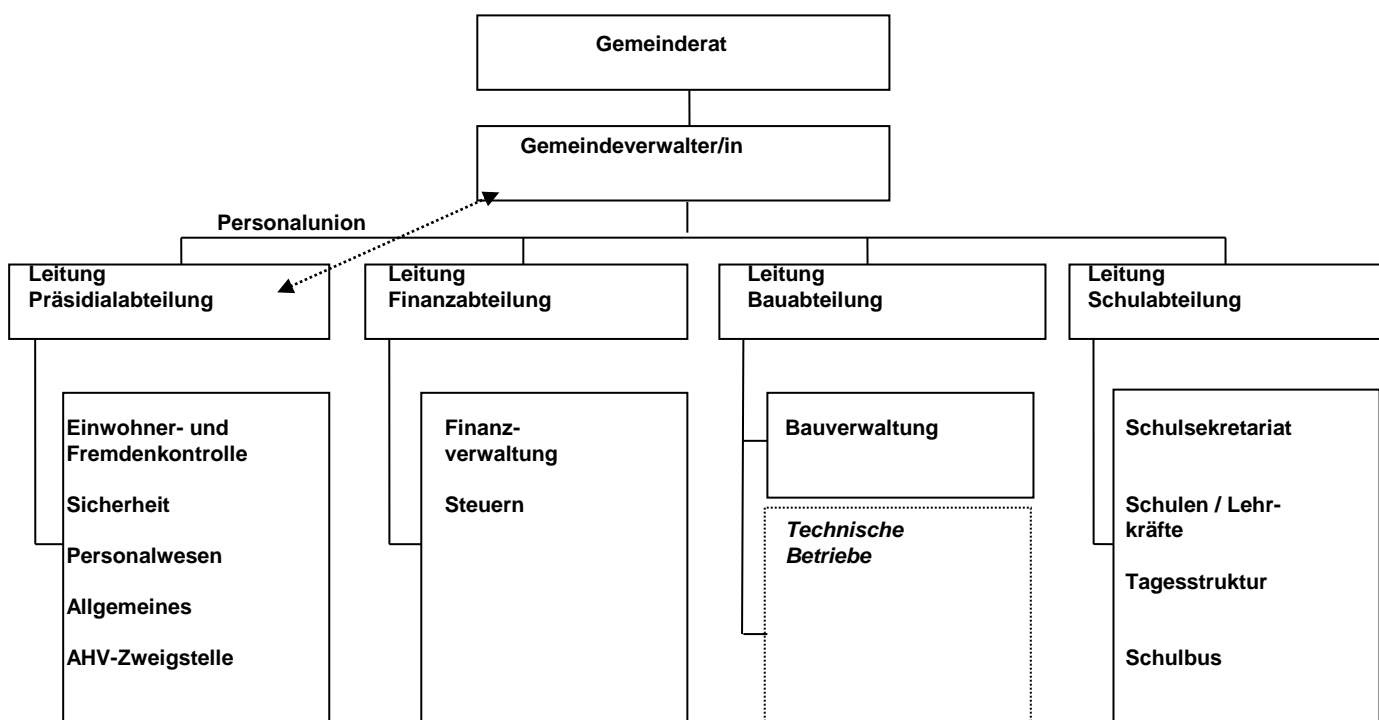 Gemeinderat
Gemeindeverwalter/in
Personalunion
Leitung
Präsidialabteilung
Leitung
Finanzabteilung
Leitung
Bauabteilung
Leitung
Schulabteilung
Einwohner- und
Fremdenkontrolle
Sicherheit
Personalwesen
Allgemeines
AHV-Zweigstelle
Finanz-
verwaltung
Steuern
Bauverwaltung
Technische
Betriebe
Schulsekretariat
Schulen / Lehr-
kräfte
Tagesstruktur
Schulbus